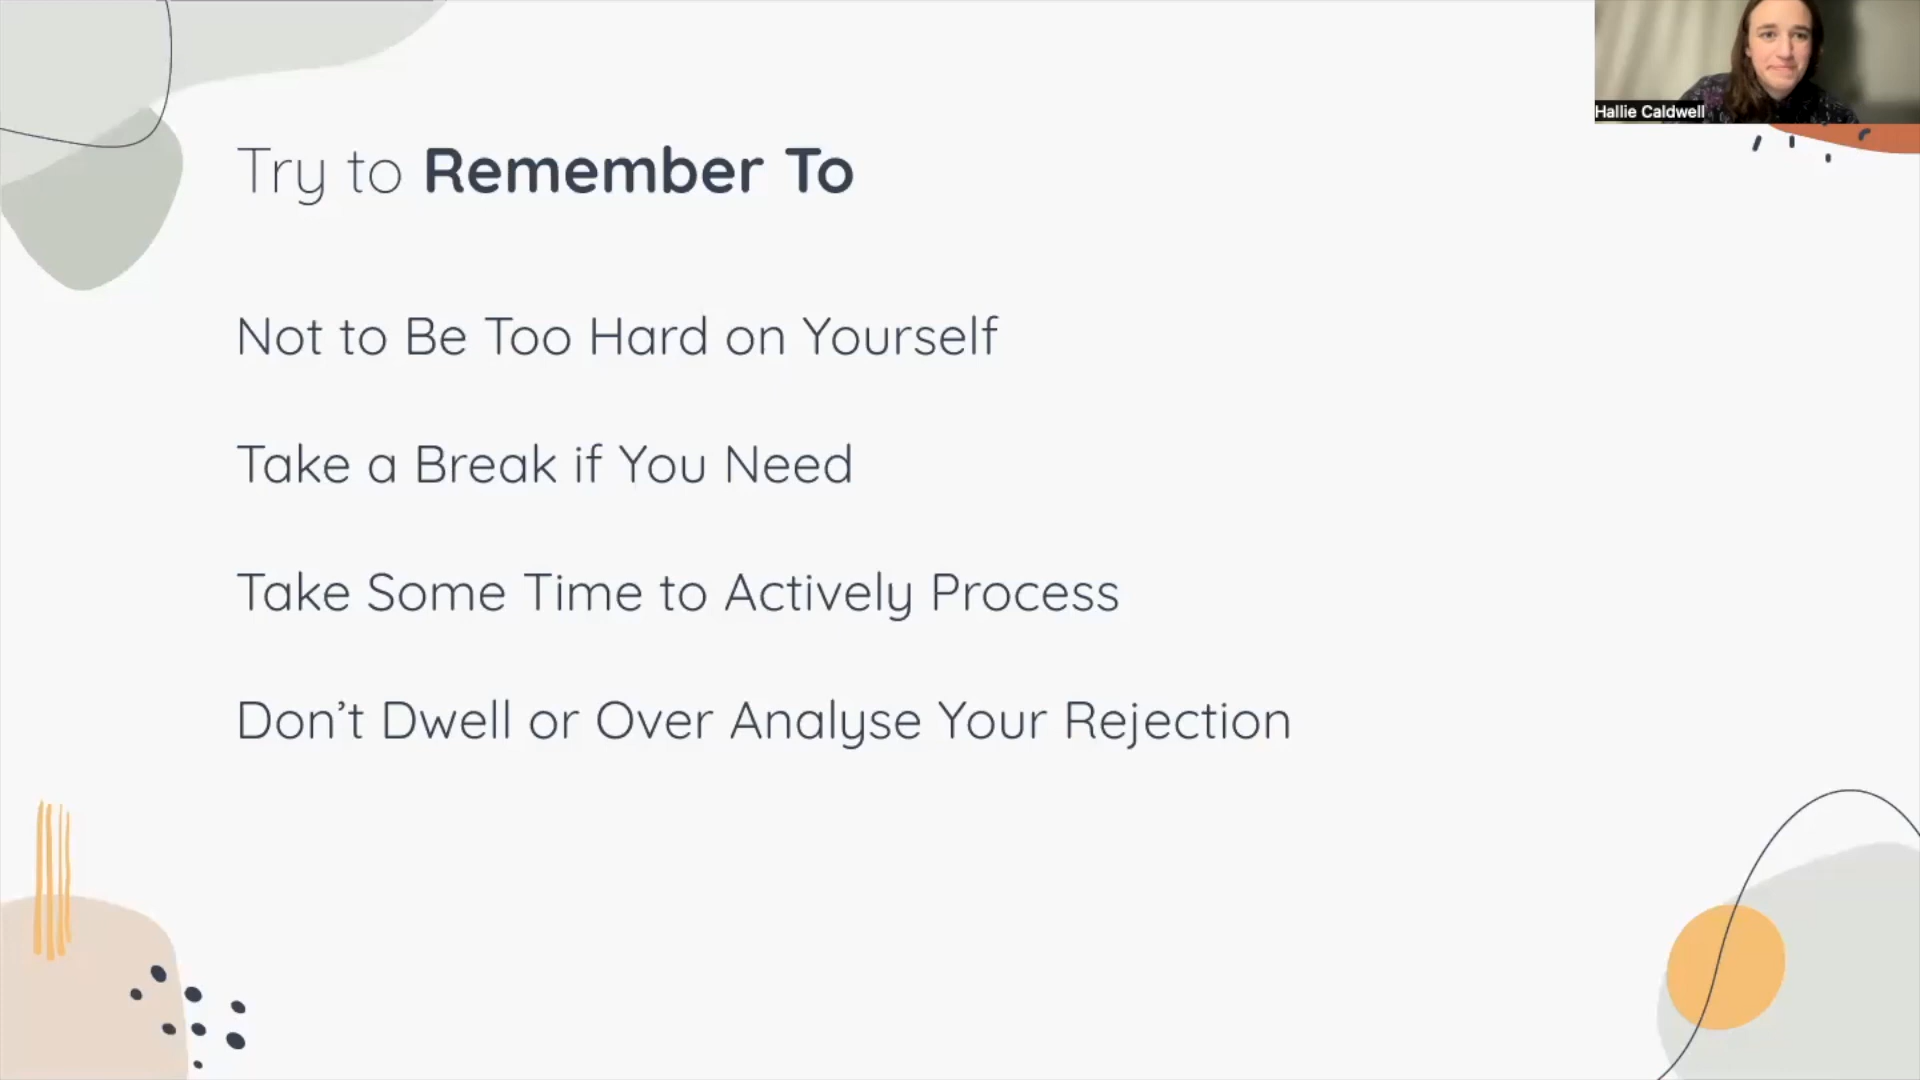 Hallie Caldwell
Try to Remember To
Not to Be Too Hard on Yourself
Take a Break if You Need
Take Some Time to Actively Process
Don’t Dwell or Over Analyse Your Rejection